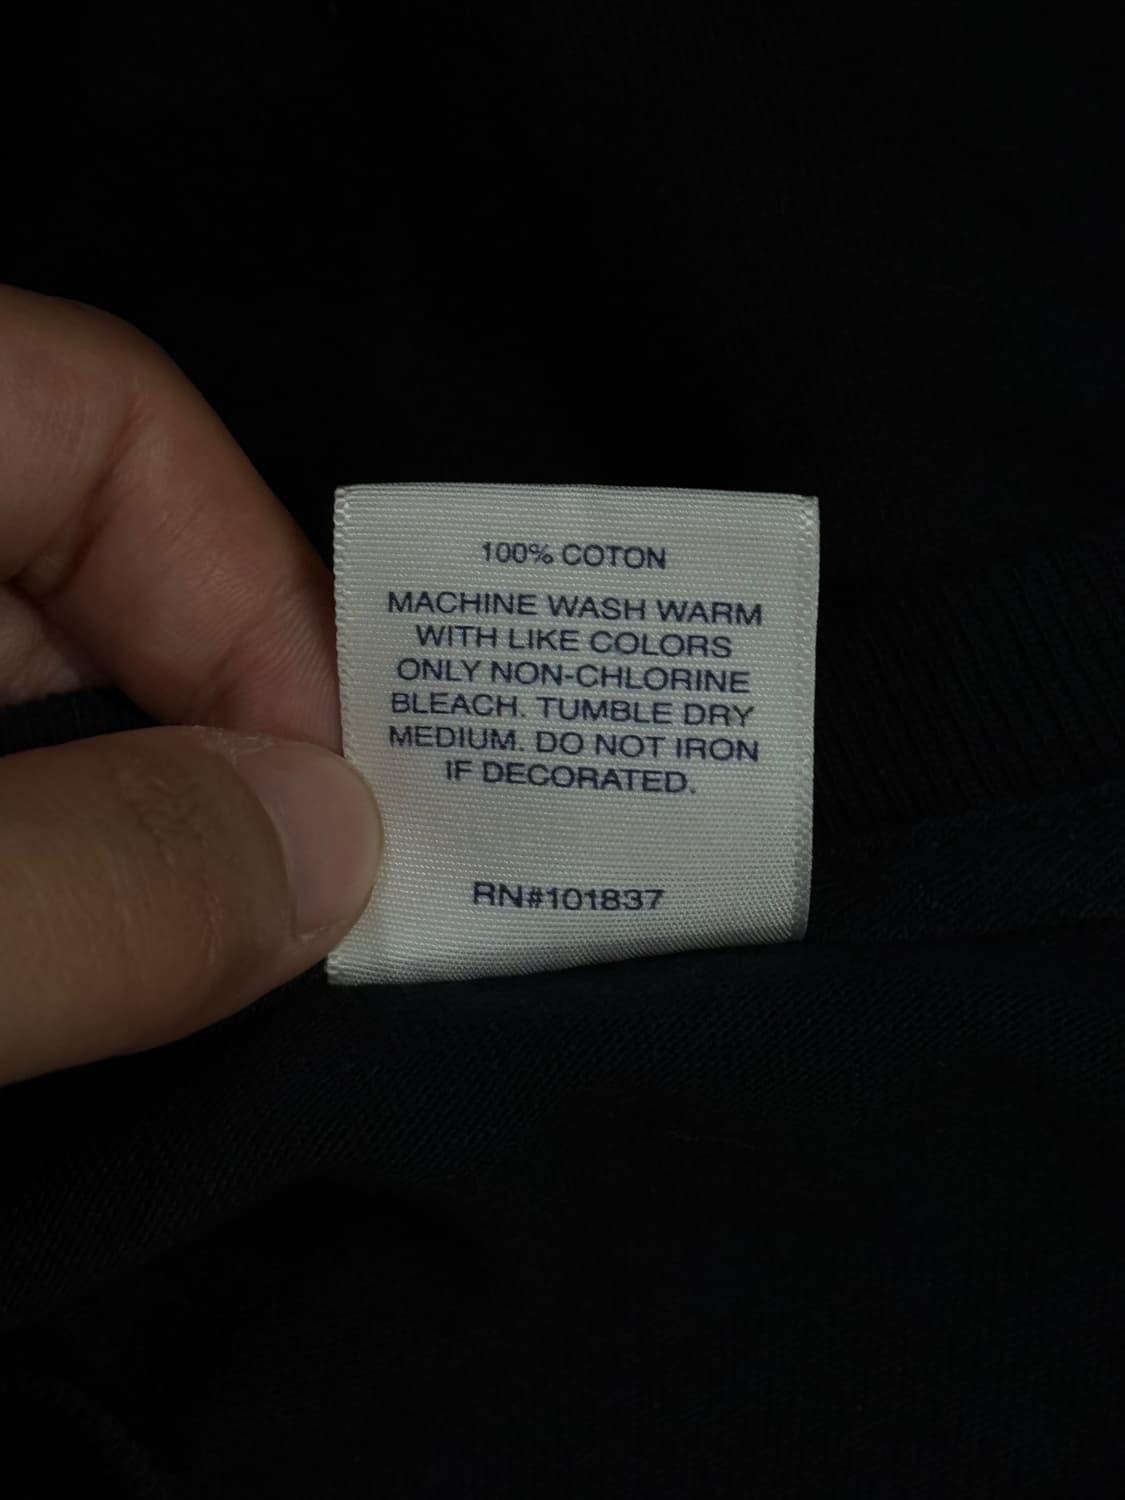 100% COTON
MACHINE WASH WARM
WITH LIKE COLORS
ONLY NON-CHLORINE
BLEACH. TUMBLE DRY
MEDIUM. DO NOT IRON
IF DECORATED.
RN#101837